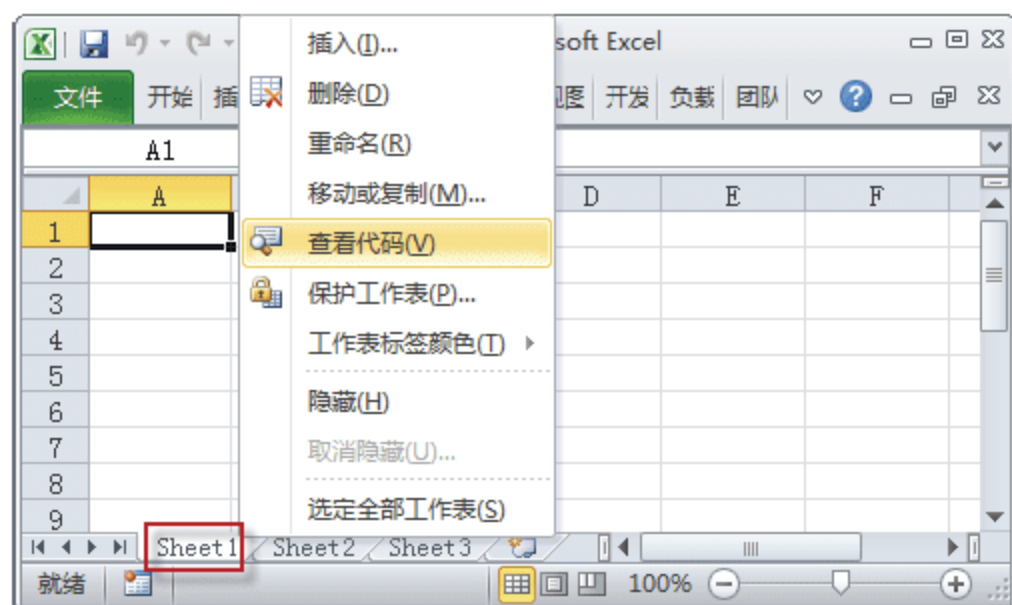 soft Excel
文件 开始 插 图 开发 负载 团队
A1
A D E F
1
2
3
4
5
6
7
8
9
插入(I)...
删除(D)
重命名(R)
移动或复制(M)...
查看代码(V)
保护工作表(P)...
工作表标签颜色(T)
隐藏(H)
取消隐藏(U)...
选定全部工作表(S)
Sheet1 Sheet2 Sheet3
就绪 100%